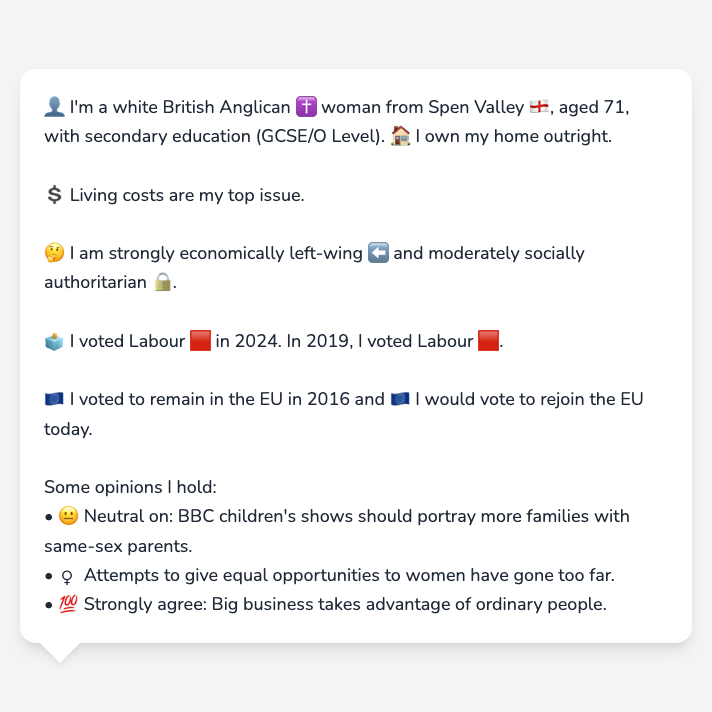 👤 I'm a white British Anglican ✝️ woman from Spen Valley 🏴󠁧󠁢󠁥󠁮󠁧󠁿, aged 71,
with secondary education (GCSE/O Level). 🏠 I own my home outright.
💲 Living costs are my top issue.
🤔 I am strongly economically left-wing ⬅️ and moderately socially
authoritarian 🔒.
🗳️ I voted Labour 🟥 in 2024. In 2019, I voted Labour 🟥.
🇪🇺 I voted to remain in the EU in 2016 and 🇪🇺 I would vote to rejoin the EU
today.
Some opinions I hold:
• 😐 Neutral on: BBC children's shows should portray more families with
same-sex parents.
• ♀ Attempts to give equal opportunities to women have gone too far.
• 💯 Strongly agree: Big business takes advantage of ordinary people.